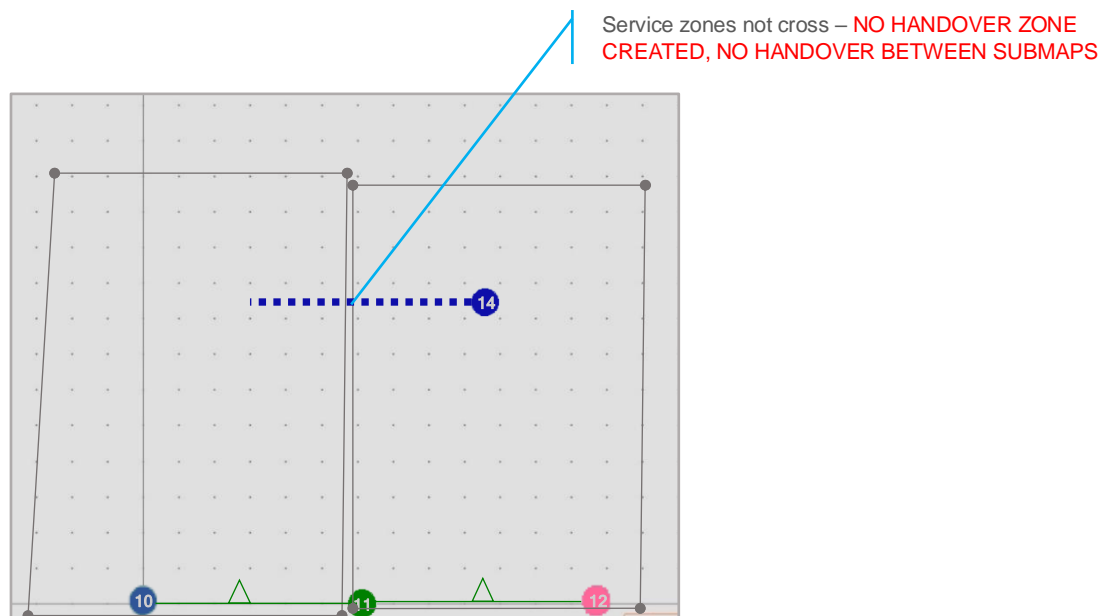 Service zones not cross – NO HANDOVER ZONE
CREATED, NO HANDOVER BETWEEN SUBMAPS
14
10
11
12